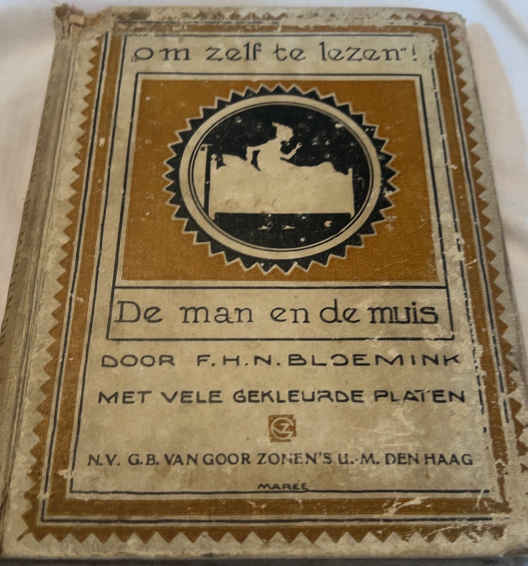 "om zelf te lezen"!
De man en de muis
DOOR F.H.N. BLOEMINK
MET VELE GEKLEURDE PLATEN
GZ
N.V. G.B. VAN GOOR ZONEN'S U.-M. DEN HAAG
MAREE